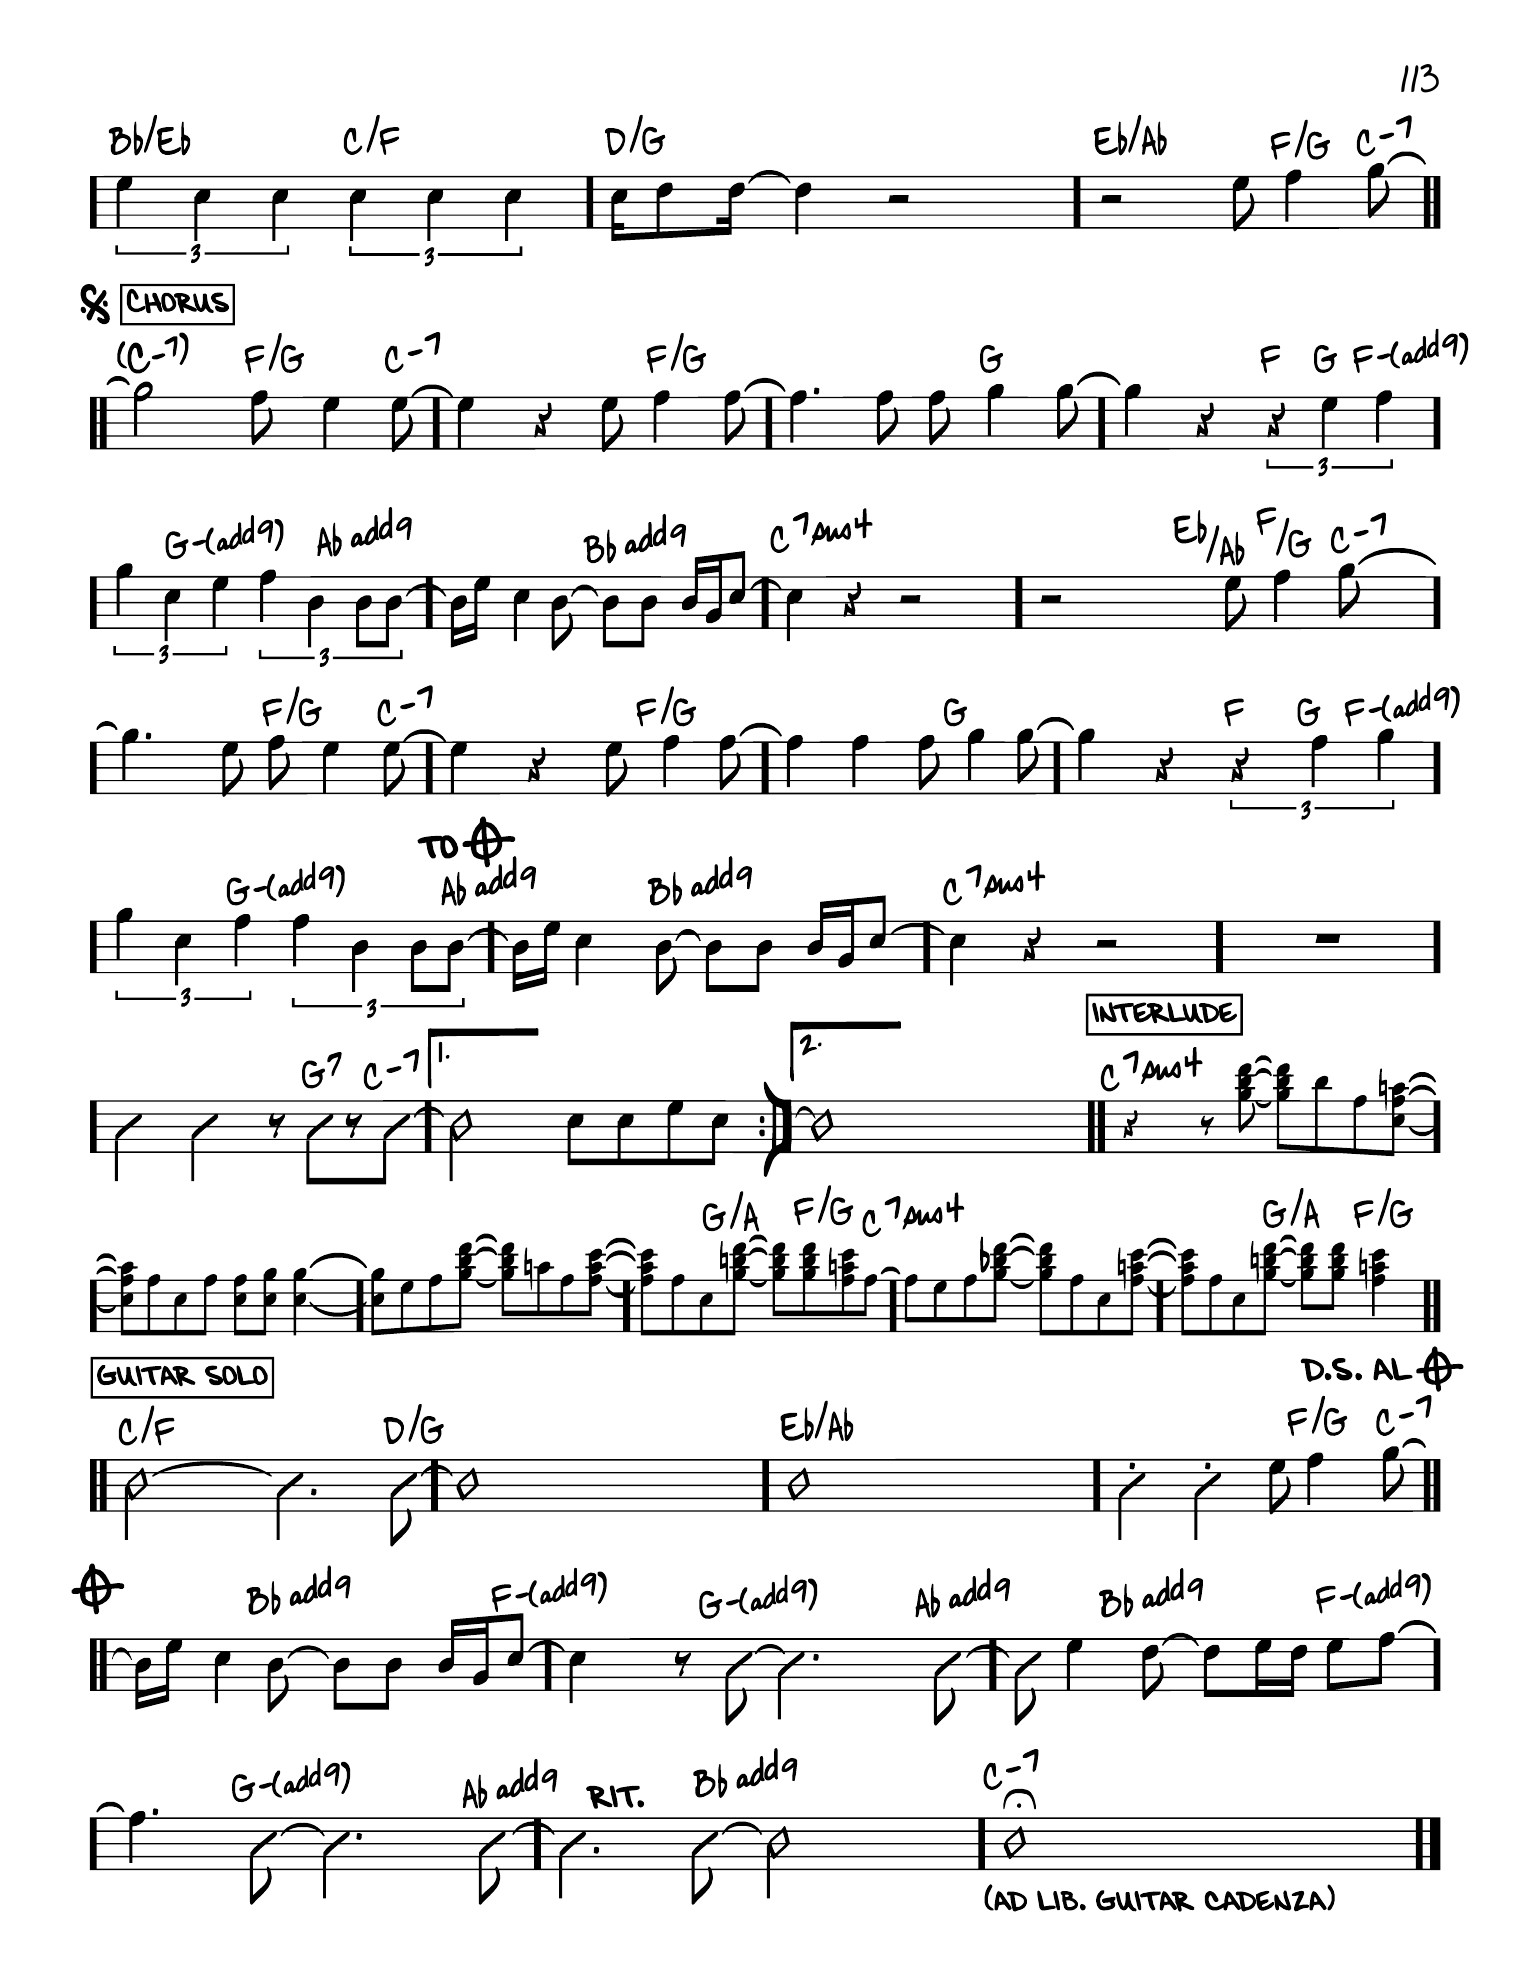 113
Bb/Eb C/F D/G Eb/Ab F/G C-7
3 3
CHORUS
(C-7) F/G C-7 F/G G F G F-(add9)
3
G-(add9) Ab add9 Bb add9 C7sus4 Eb/Ab F/G C-7
3 3
F/G C-7 F/G G F G F-(add9)
3
TO
G-(add9) Ab add9 Bb add9 C7sus4
3 3
INTERLUDE
G7 C-7 1. 2. C7sus4
G/A F/G C7sus4 G/A F/G
GUITAR SOLO D.S. AL
C/F D/G Eb/Ab F/G C-7
Bb add9 F-(add9) G-(add9) Ab add9 Bb add9 F-(add9)
G-(add9) Ab add9 RIT. Bb add9 C-7
(AD LIB. GUITAR CADENZA)